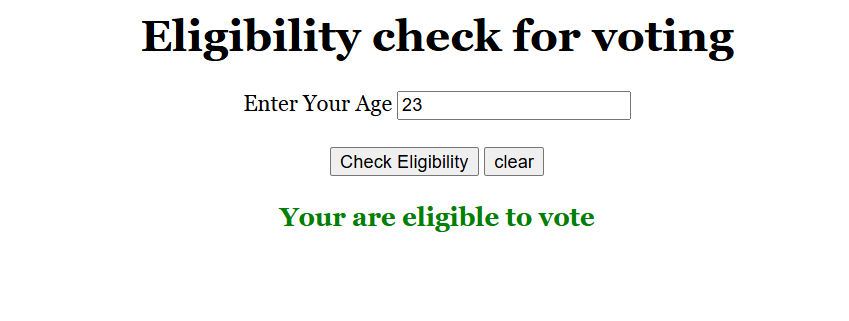 Eligibility check for voting
Enter Your Age 23
Check Eligibility clear
Your are eligible to vote